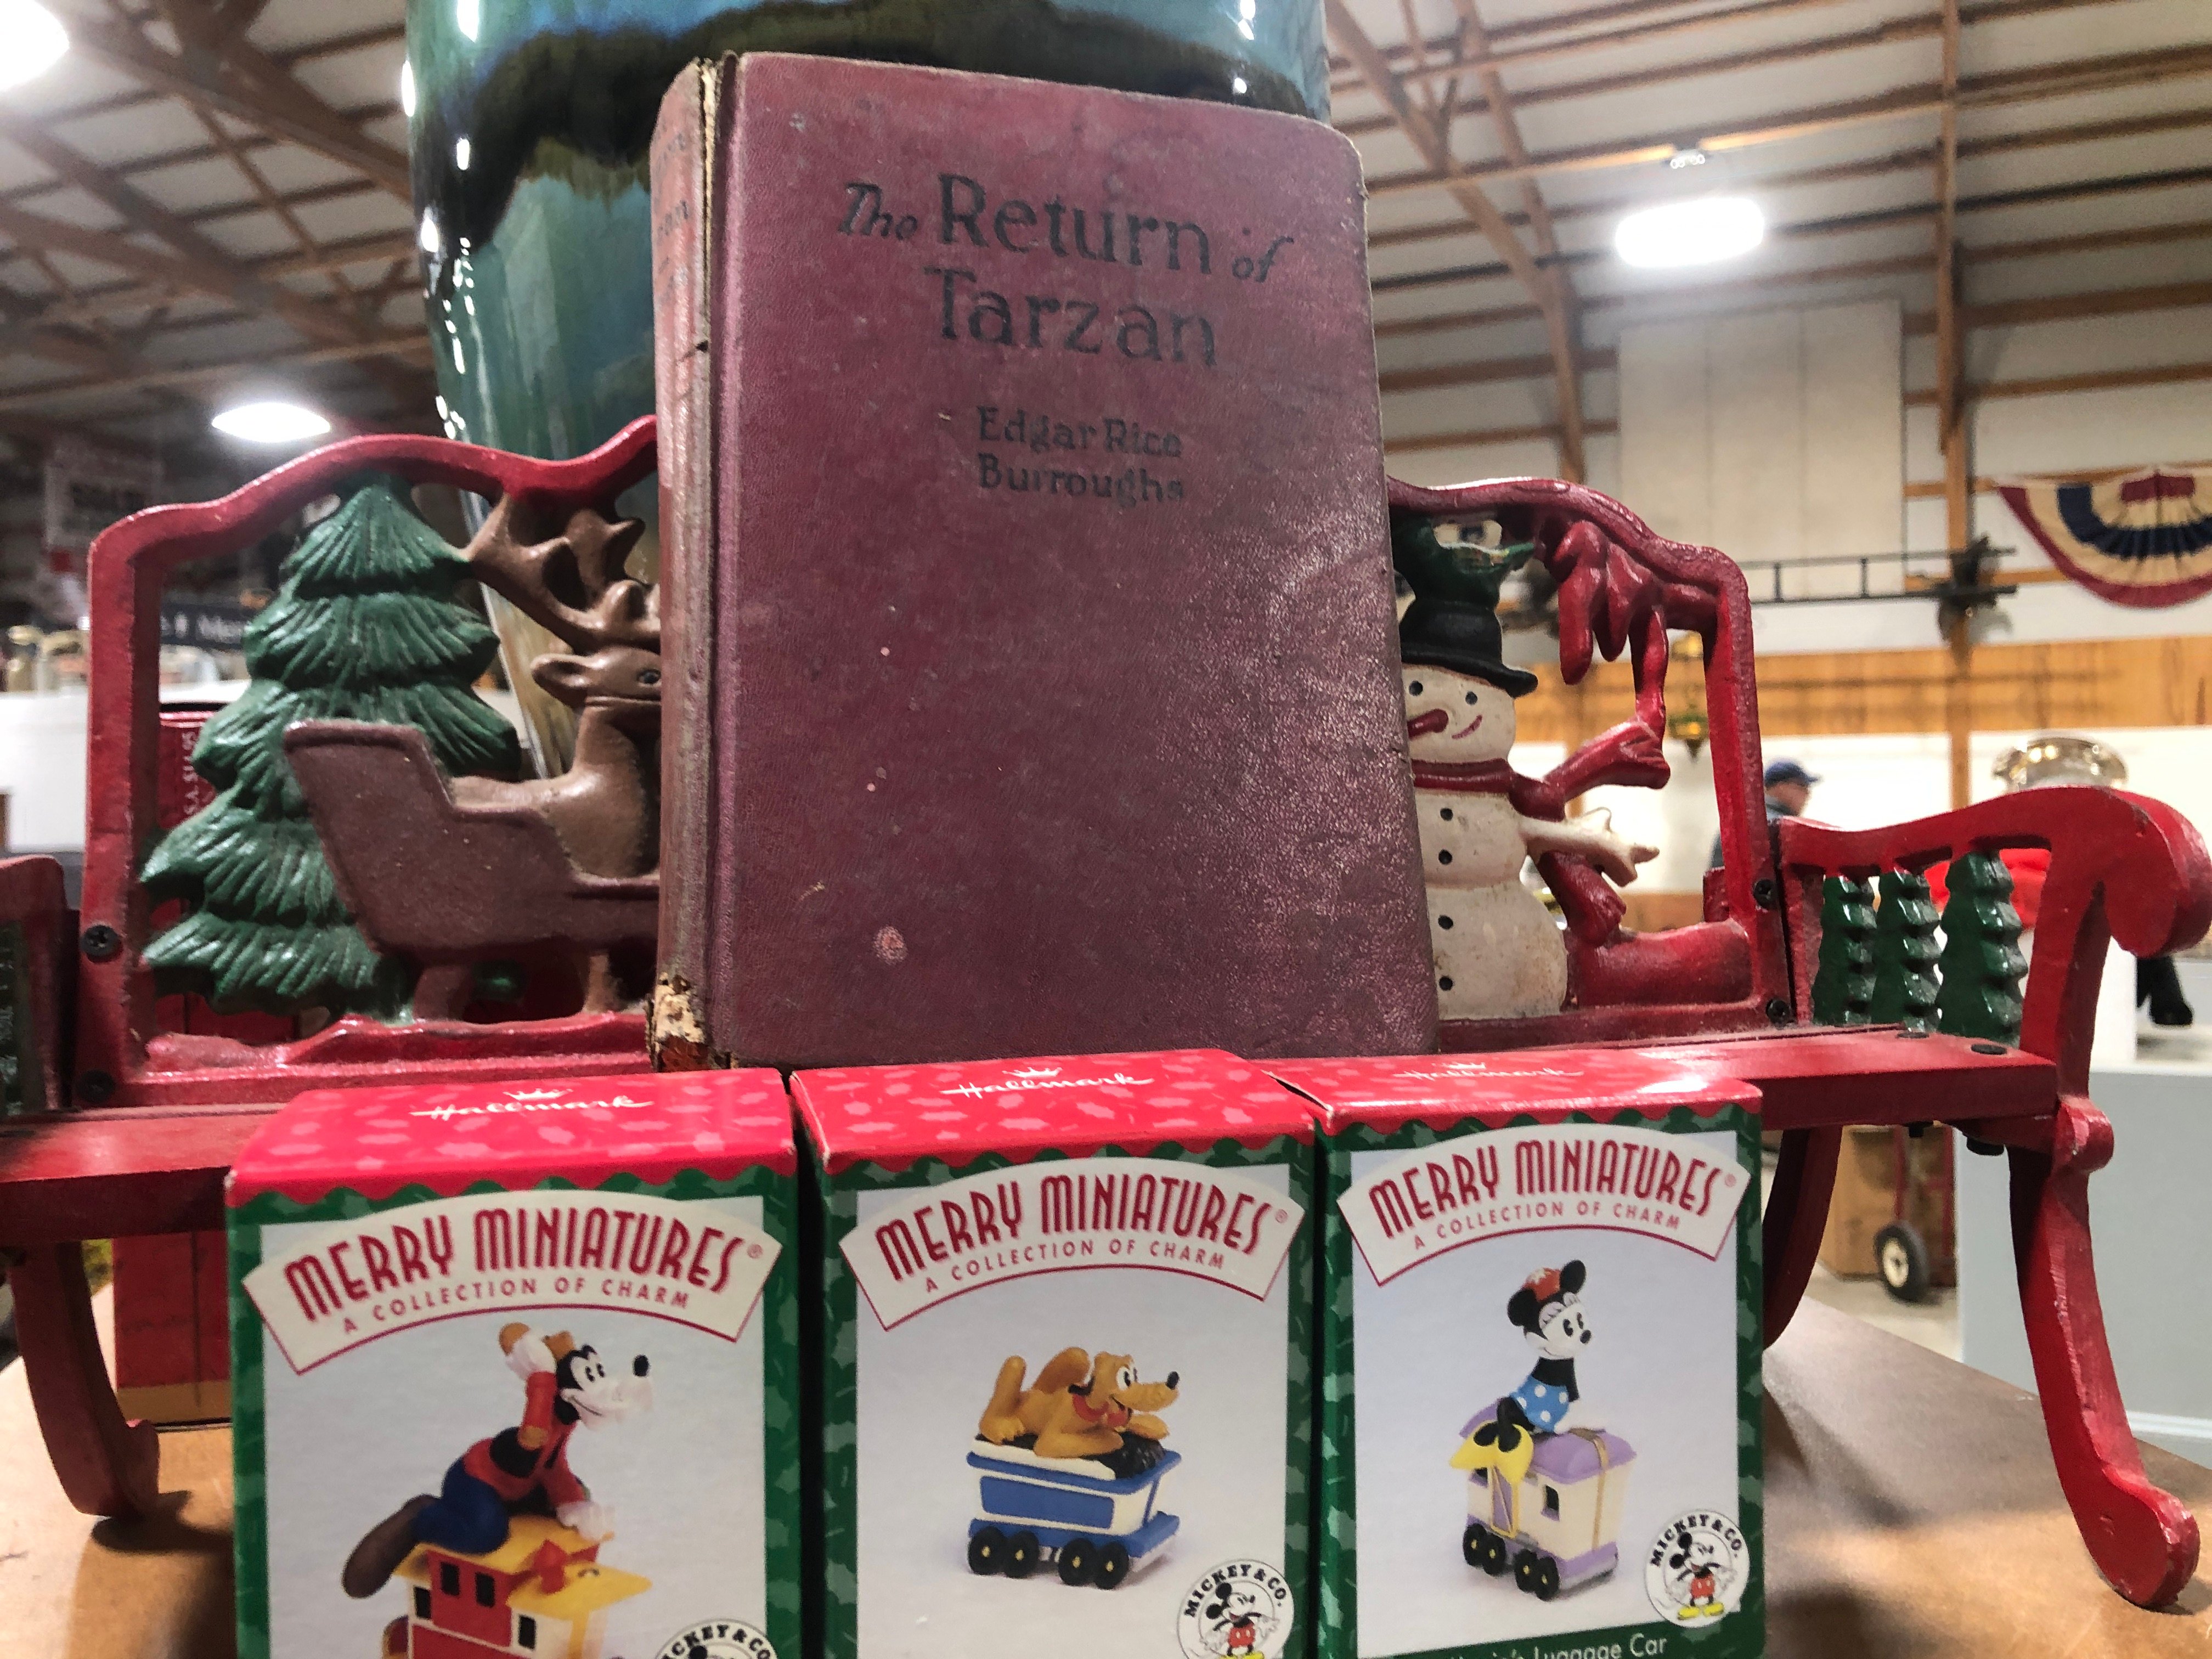 The Return of
Tarzan
Edgar Rice
Burroughs
Hallmark
MERRY MINIATURES®
A COLLECTION OF CHARM
MICKEY & CO.
Hallmark
MERRY MINIATURES®
A COLLECTION OF CHARM
MICKEY & CO.
Hallmark
MERRY MINIATURES®
A COLLECTION OF CHARM
MICKEY & CO.
Luggage Car